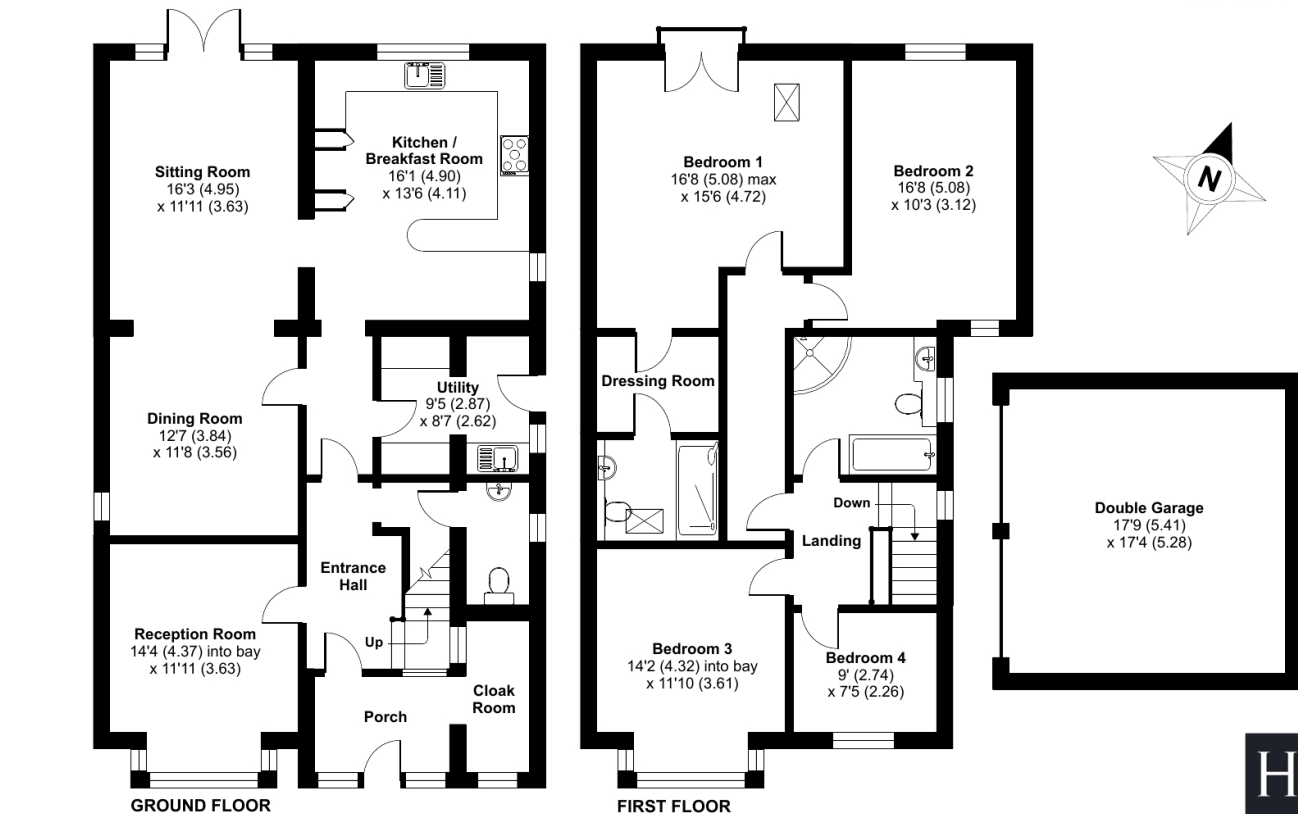 Sitting Room
16'3 (4.95)
x 11'11 (3.63)
Kitchen /
Breakfast Room
16'1 (4.90)
x 13'6 (4.11)
Dining Room
12'7 (3.84)
x 11'8 (3.56)
Utility
9'5 (2.87)
x 8'7 (2.62)
Entrance
Hall
Reception Room
14'4 (4.37) into bay
x 11'11 (3.63)
Up
Cloak
Room
Porch
GROUND FLOOR
Bedroom 1
16'8 (5.08) max
x 15'6 (4.72)
Bedroom 2
16'8 (5.08)
x 10'3 (3.12)
Dressing Room
Down
Landing
Bedroom 3
14'2 (4.32) into bay
x 11'10 (3.61)
Bedroom 4
9' (2.74)
x 7'5 (2.26)
FIRST FLOOR
N
Double Garage
17'9 (5.41)
x 17'4 (5.28)
H